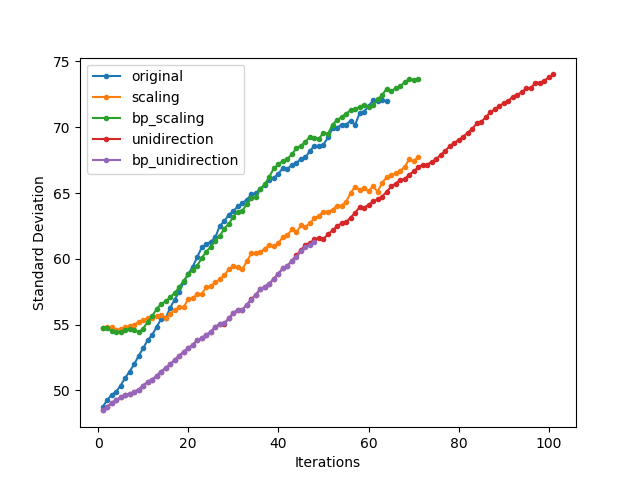 75
70
65
60
55
50
Standard Deviation
original
scaling
bp_scaling
unidirection
bp_unidirection
0
20
40
60
80
100
Iterations